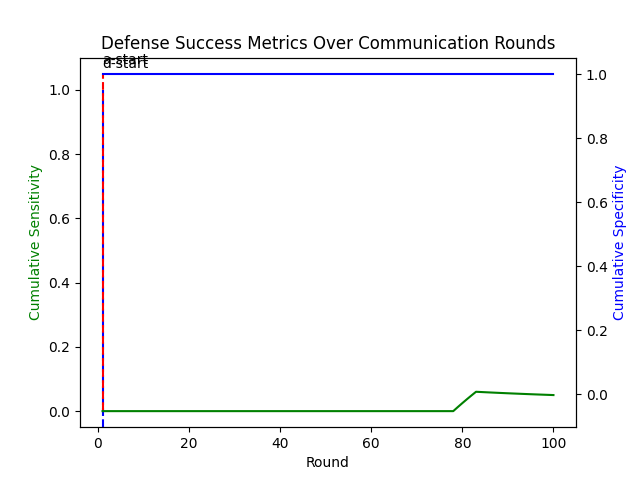 Defense Success Metrics Over Communication Rounds
a-start
d-start
Cumulative Sensitivity
1.0
0.8
0.6
0.4
0.2
0.0
1.0
0.8
0.6
0.4
0.2
0.0
Cumulative Specificity
0 20 40 60 80 100
Round